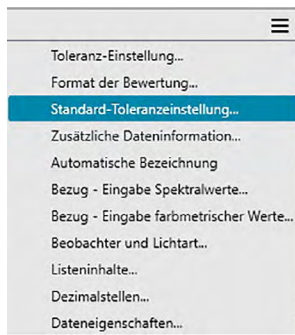 Toleranz-Einstellung...
Format der Bewertung...
Standard-Toleranzeinstellung...
Zusätzliche Dateninformation...
Automatische Bezeichnung
Bezug - Eingabe Spektralwerte...
Bezug - Eingabe farbmetrischer Werte...
Beobachter und Lichtart...
Listeninhalte...
Dezimalstellen...
Dateneigenschaften...